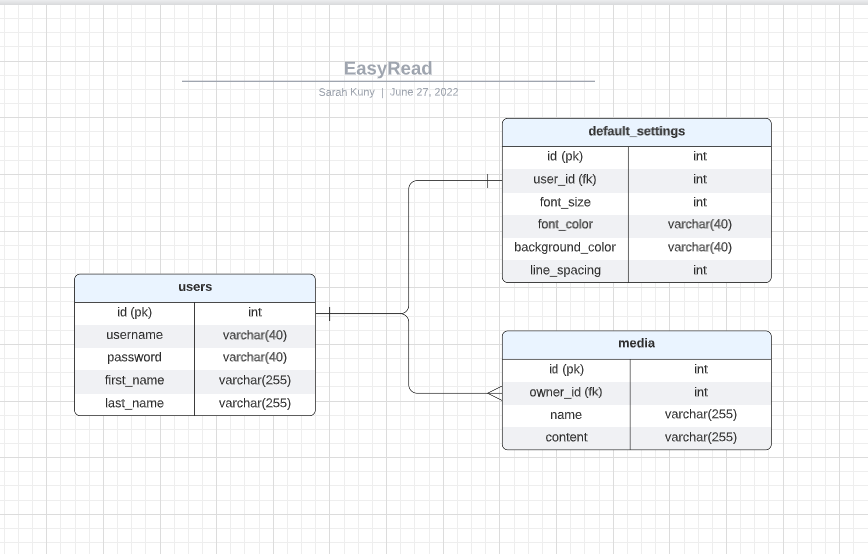 EasyRead
Sarah Kuny | June 27, 2022
default_settings
id (pk) int
user_id (fk) int
font_size int
font_color varchar(40)
background_color varchar(40)
line_spacing int
users
id (pk) int
username varchar(40)
password varchar(40)
first_name varchar(255)
last_name varchar(255)
media
id (pk) int
owner_id (fk) int
name varchar(255)
content varchar(255)